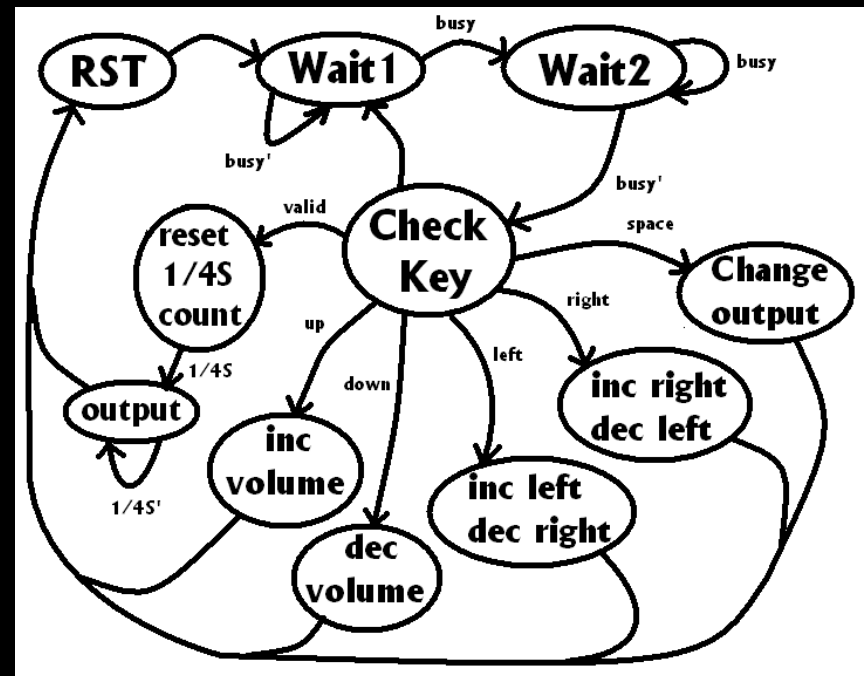 busy
RST
Wait1
Wait2
busy
busy'
busy'
valid
Check
Key
space
reset
1/4S
count
Change
output
right
up
left
1/4S
down
output
inc right
dec left
inc
volume
inc left
dec right
1/4S'
dec
volume